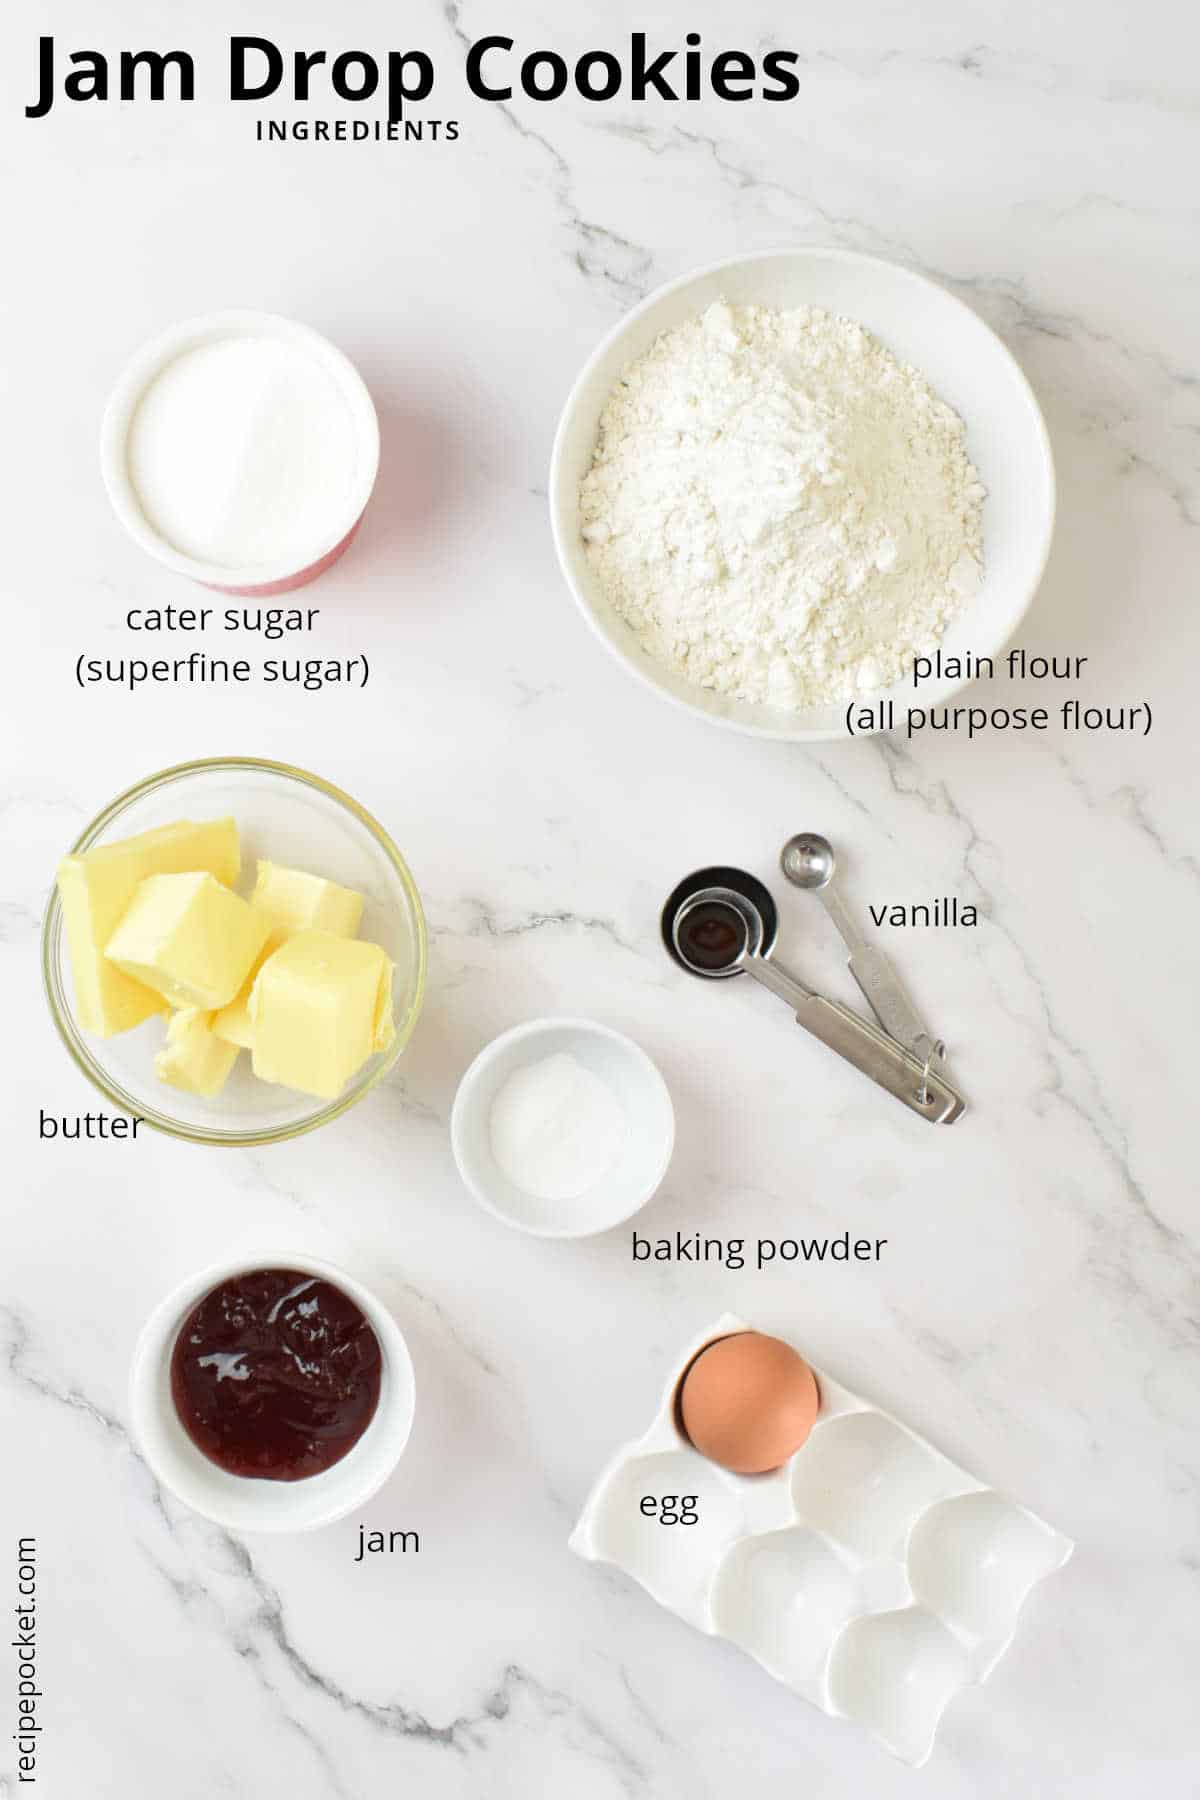 Jam Drop Cookies
INGREDIENTS
cater sugar
(superfine sugar)
plain flour
(all purpose flour)
vanilla
butter
baking powder
jam
egg
recipepocket.com